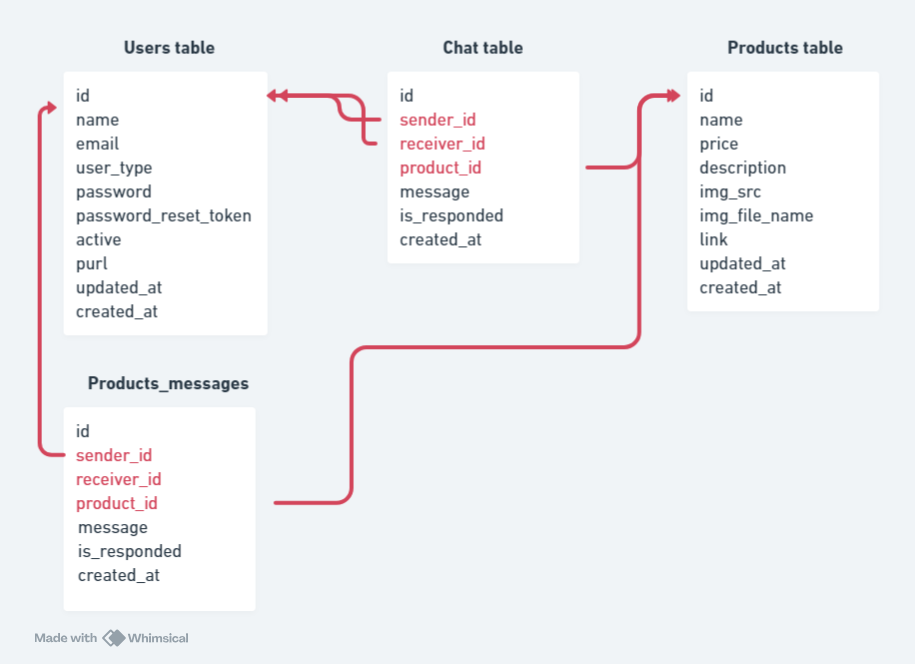 Users table
id
name
email
user_type
password
password_reset_token
active
purl
updated_at
created_at
Chat table
id
sender_id
receiver_id
product_id
message
is_responded
created_at
Products table
id
name
price
description
img_src
img_file_name
link
updated_at
created_at
Products_messages
id
sender_id
receiver_id
product_id
message
is_responded
created_at
Made with Whimsical